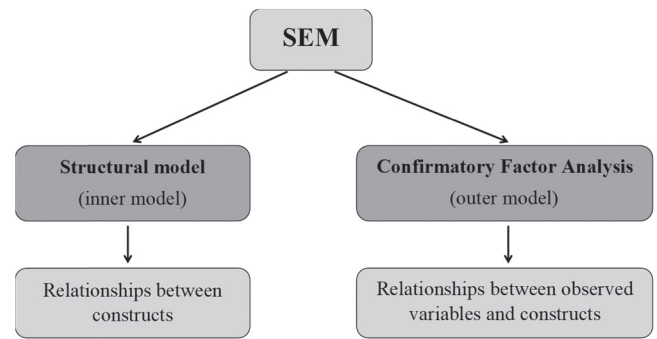 SEM
Structural model
(inner model)
Confirmatory Factor Analysis
(outer model)
Relationships between
constructs
Relationships between observed
variables and constructs